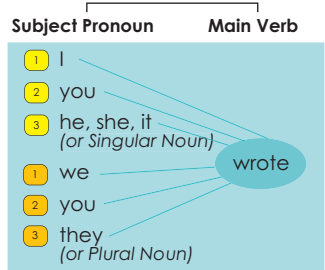 Subject Pronoun Main Verb
1 I
2 you
3 he, she, it
(or Singular Noun)
wrote
1 we
2 you
3 they
(or Plural Noun)